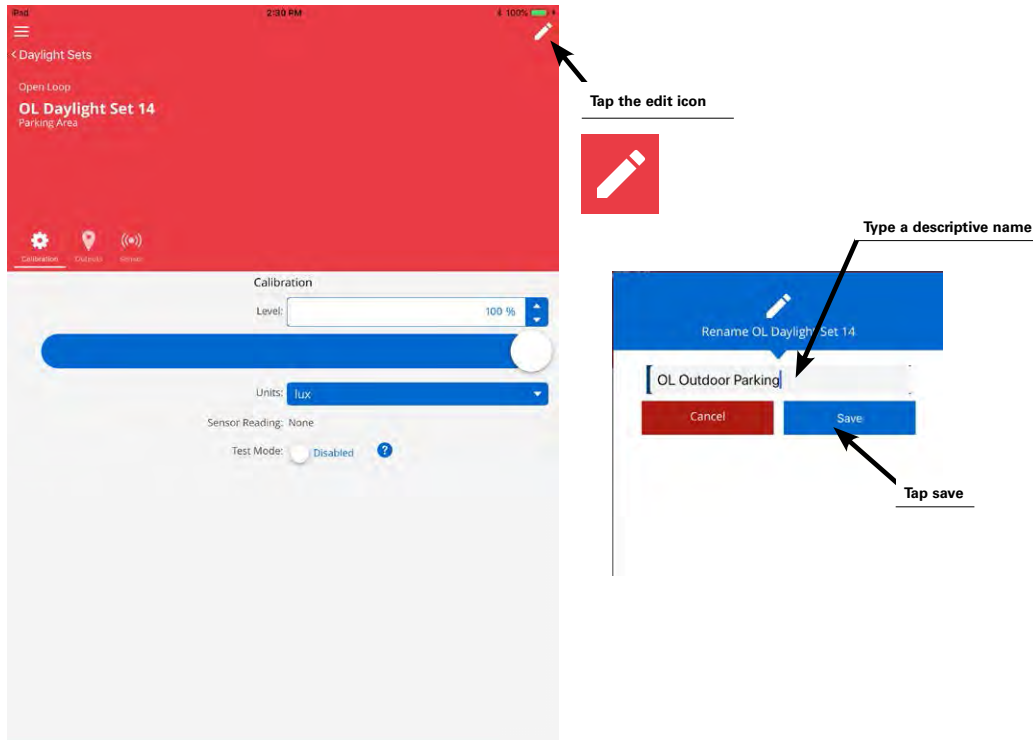 iPad 2:30 PM 100%
< Daylight Sets
Open Loop
OL Daylight Set 14
Parking Area
Calibration Outputs Sensor
Calibration
Level: 100 %
Units: lux
Sensor Reading: None
Test Mode: Disabled ?
Tap the edit icon
Type a descriptive name
Rename OL Daylight Set 14
OL Outdoor Parking
Cancel Save
Tap save